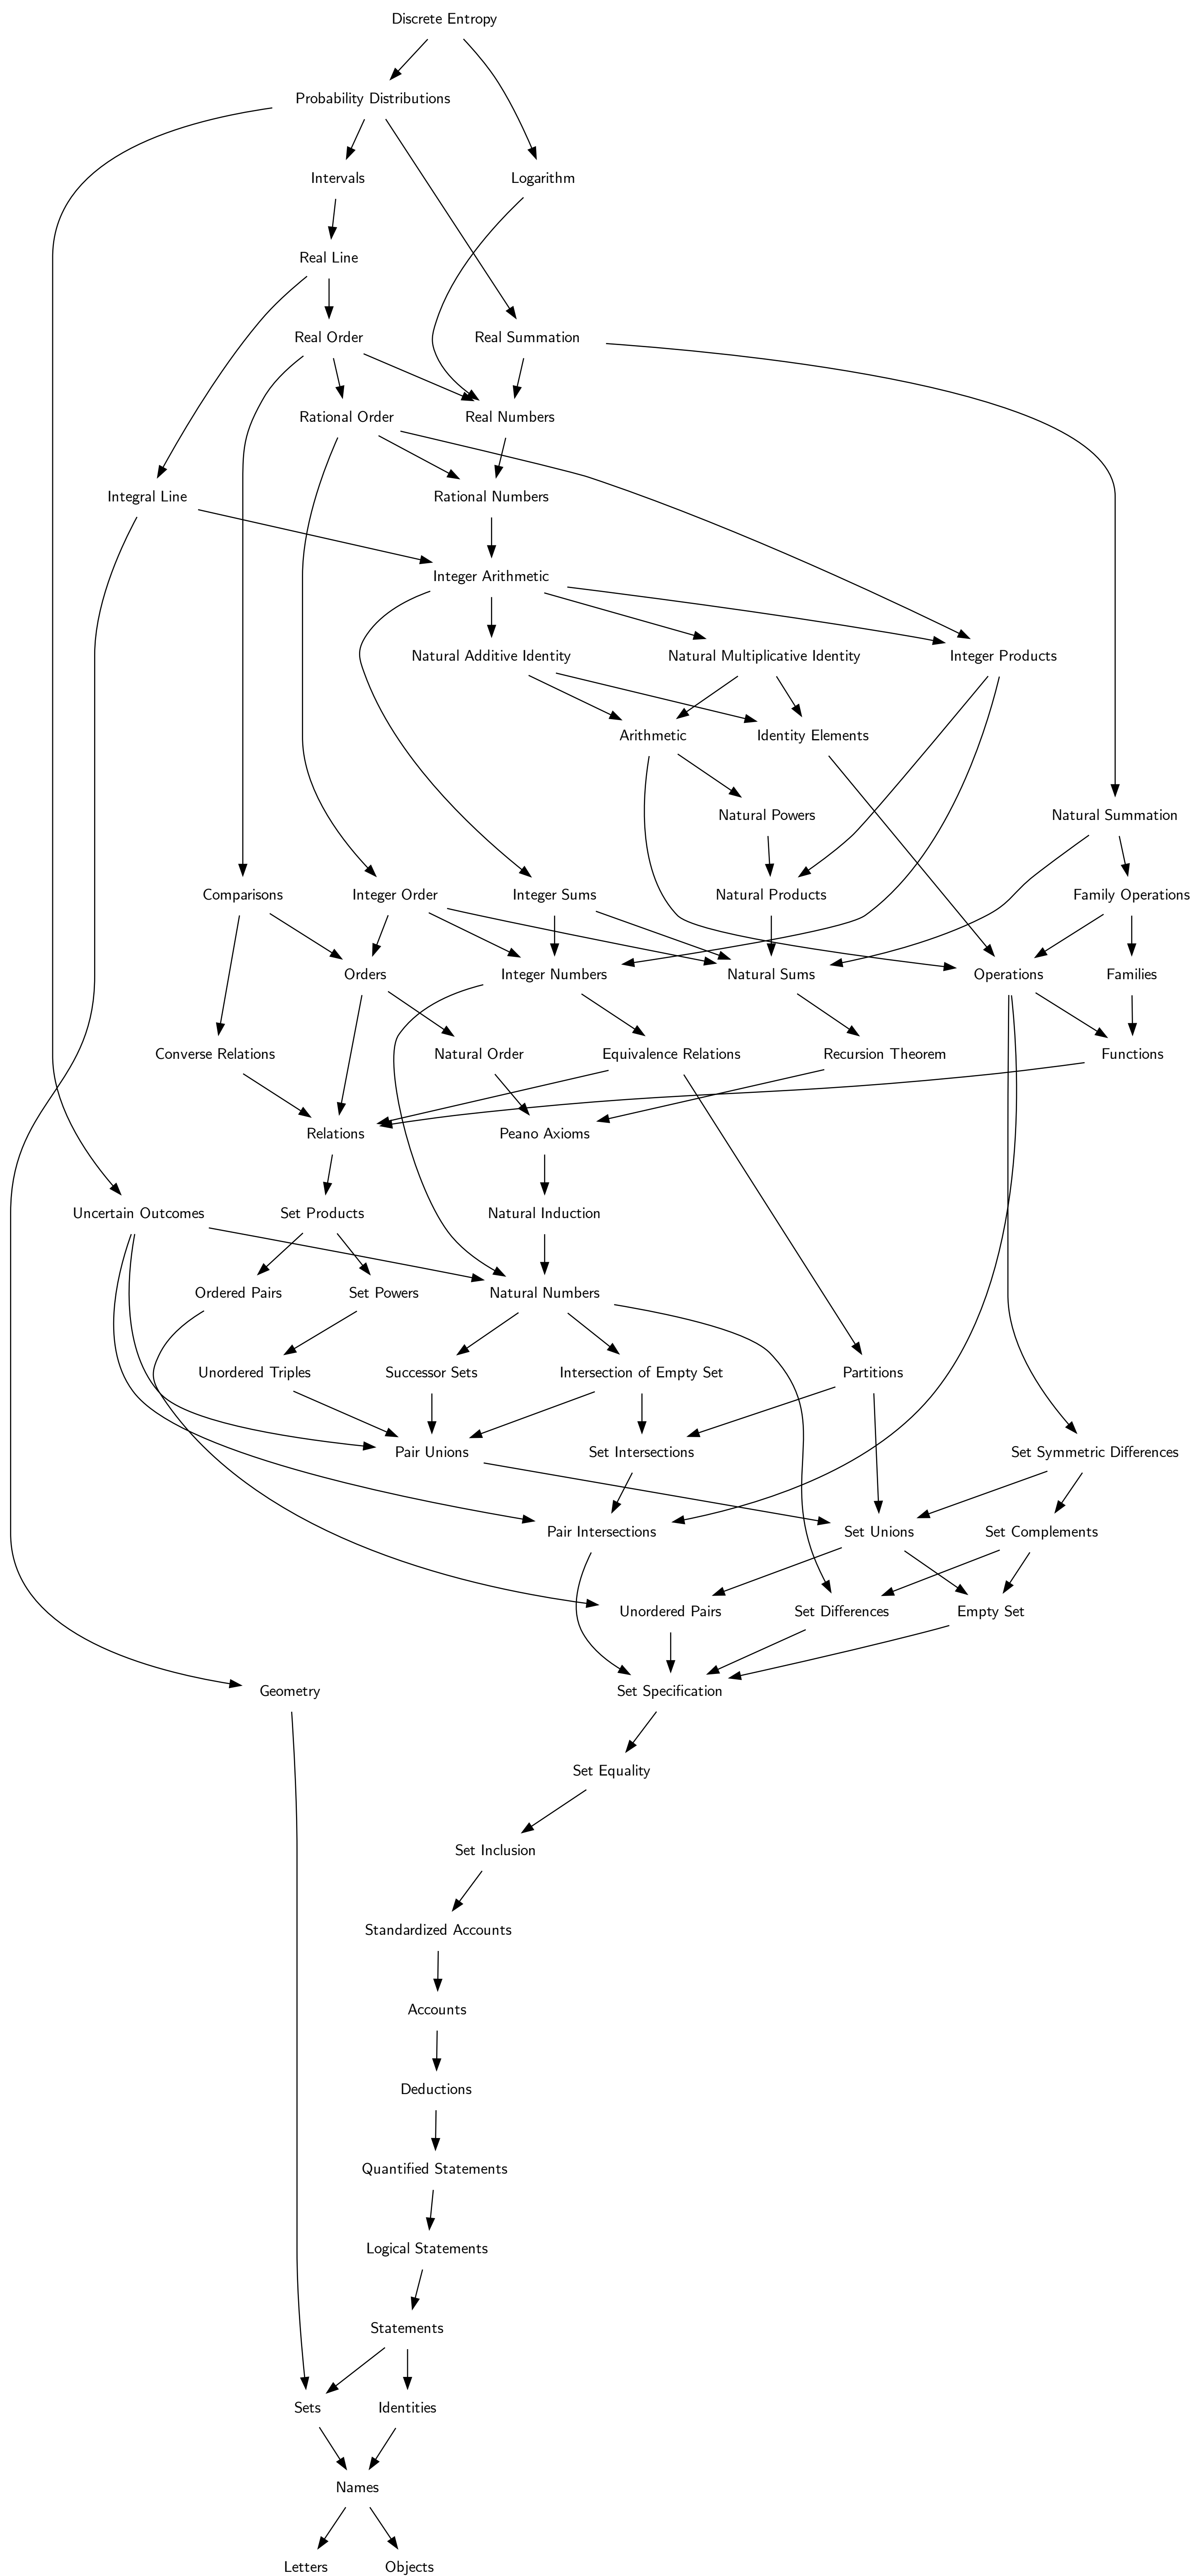 Discrete Entropy
Probability Distributions
Intervals
Logarithm
Real Line
Real Order
Real Summation
Rational Order
Real Numbers
Integral Line
Rational Numbers
Integer Arithmetic
Natural Additive Identity
Natural Multiplicative Identity
Integer Products
Arithmetic
Identity Elements
Natural Powers
Natural Summation
Comparisons
Integer Order
Integer Sums
Natural Products
Family Operations
Orders
Integer Numbers
Natural Sums
Operations
Families
Converse Relations
Natural Order
Equivalence Relations
Recursion Theorem
Functions
Relations
Peano Axioms
Uncertain Outcomes
Set Products
Natural Induction
Ordered Pairs
Set Powers
Natural Numbers
Unordered Triples
Successor Sets
Intersection of Empty Set
Partitions
Pair Unions
Set Intersections
Set Symmetric Differences
Pair Intersections
Set Unions
Set Complements
Unordered Pairs
Set Differences
Empty Set
Geometry
Set Specification
Set Equality
Set Inclusion
Standardized Accounts
Accounts
Deductions
Quantified Statements
Logical Statements
Statements
Sets
Identities
Names
Letters
Objects